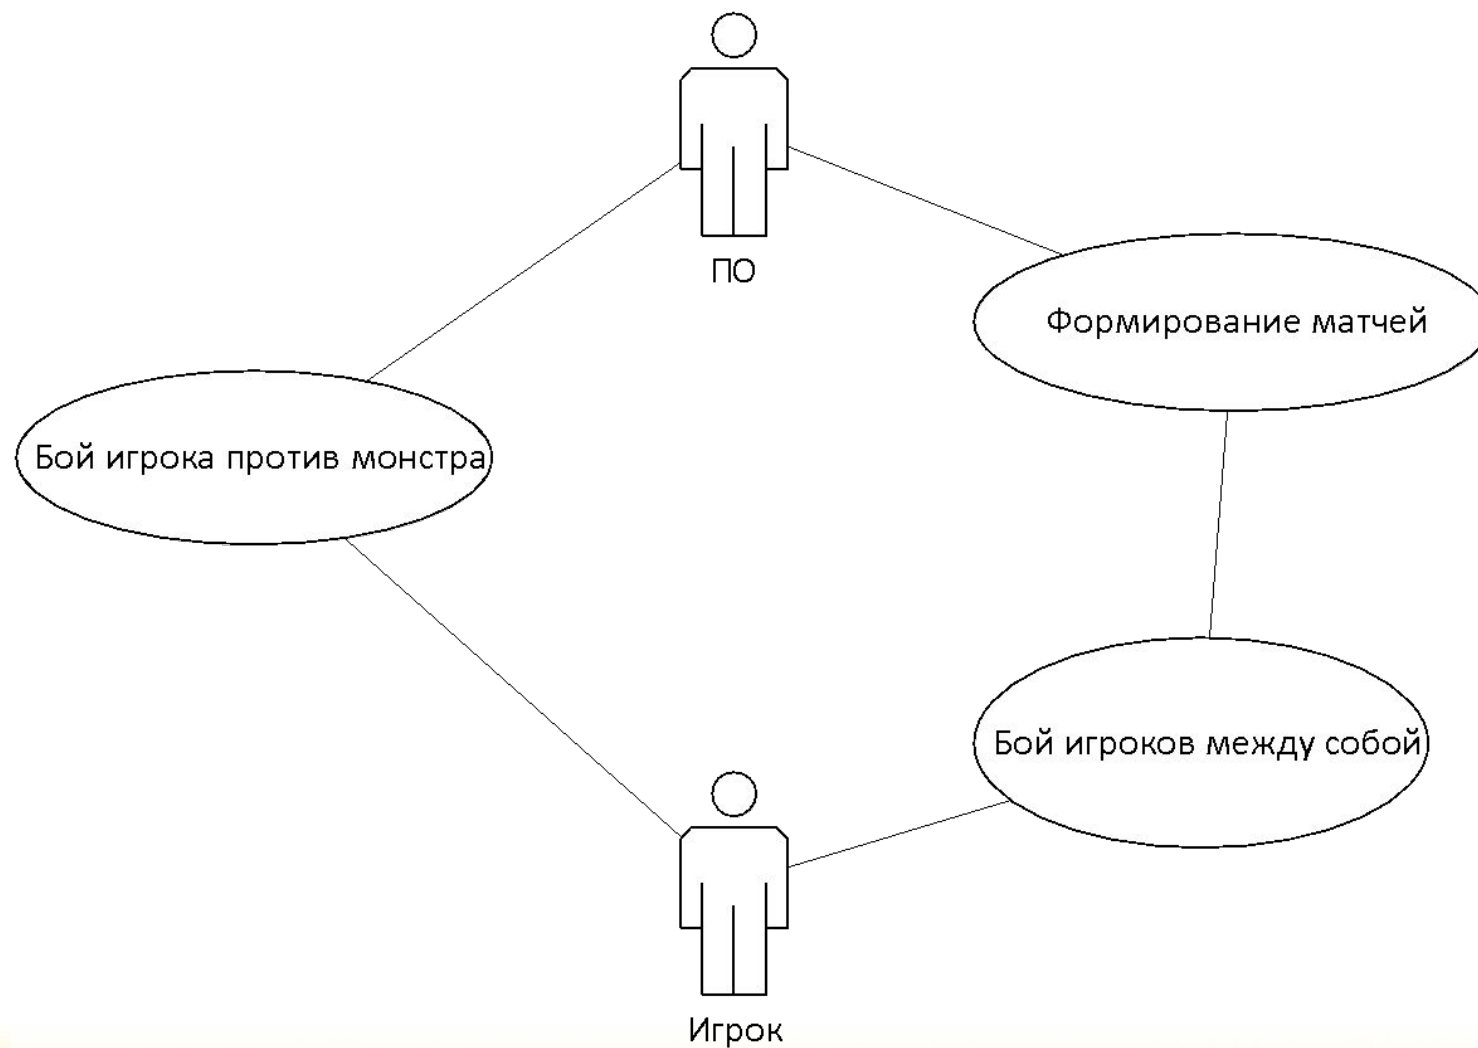 ПО
Формирование матчей
Бой игрока против монстра
Бой игроков между собой
Игрок